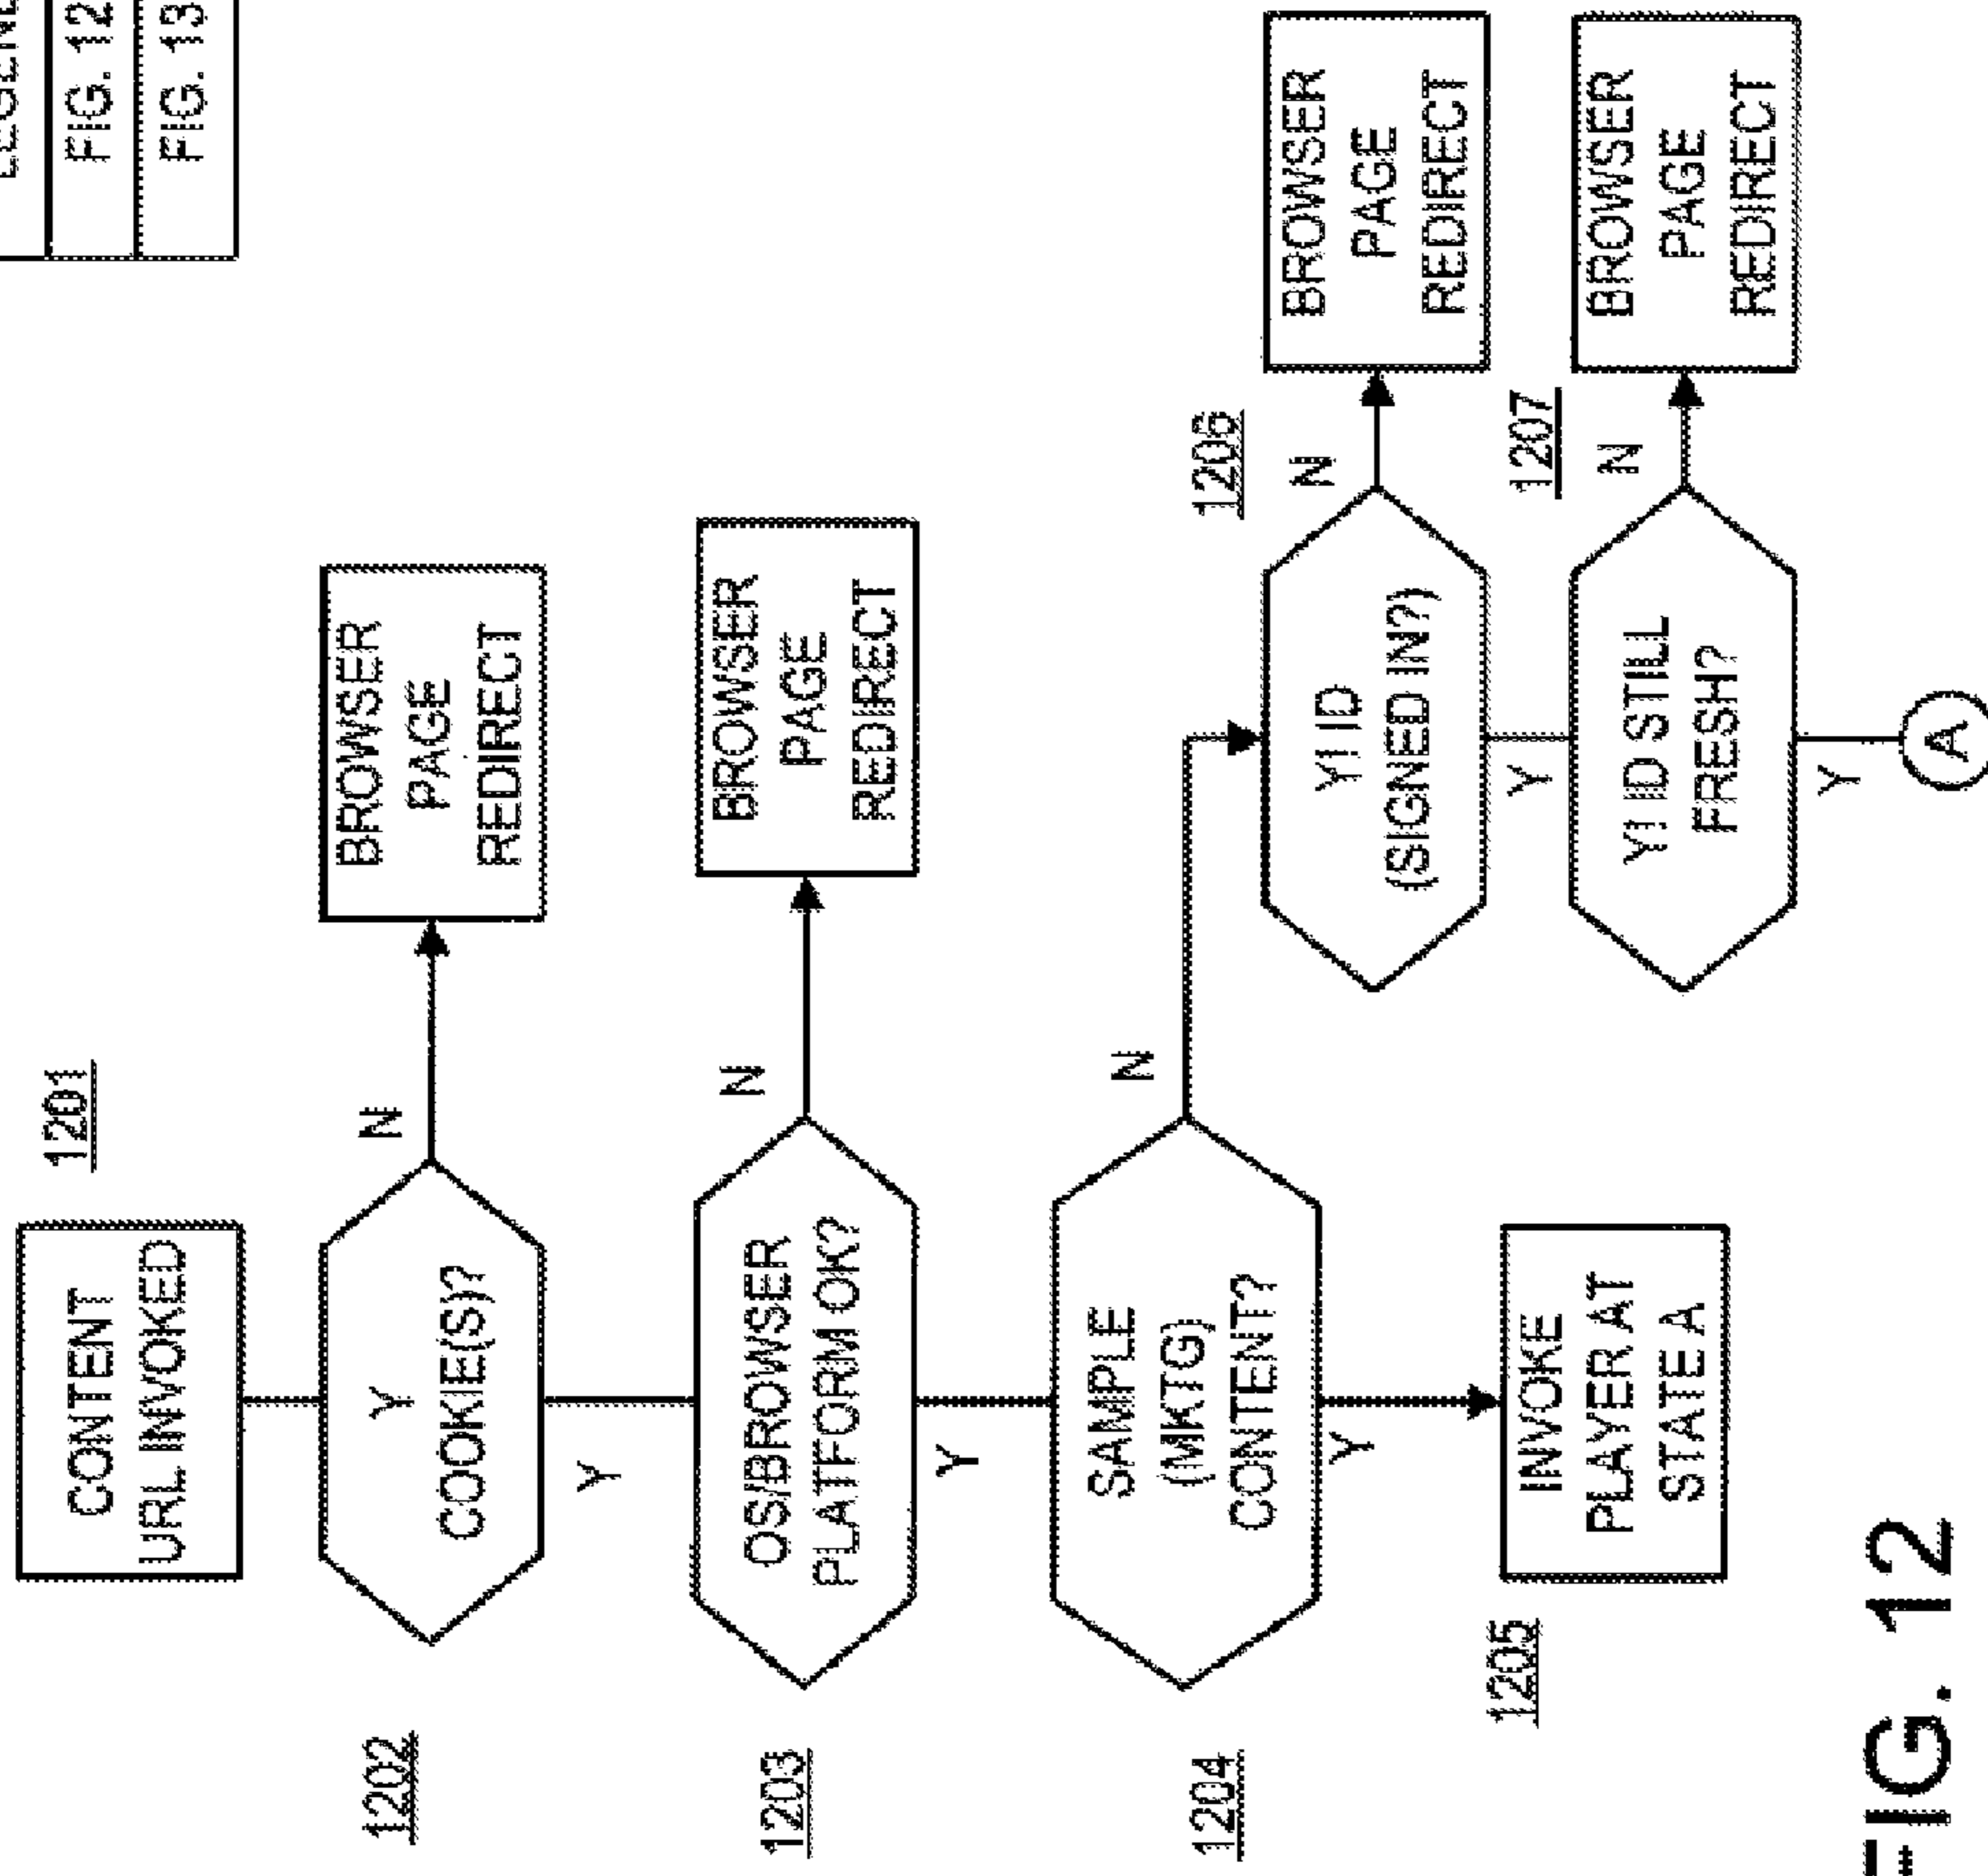 FIG. 12
FIG. 13
1201
CONTENT
URL INVOKED
1202
Y
COOKIE(S)?
N
BROWSER
PAGE
REDIRECT
Y
1203
OS/BROWSER
PLATFORM OK?
N
BROWSER
PAGE
REDIRECT
Y
1204
SAMPLE
(MKTG)
CONTENT?
N
Y
1205
INVOKE
PLAYER AT
STATE A
1206
Y! ID
(SIGNED IN?)
N
BROWSER
PAGE
REDIRECT
Y
1207
Y! ID STILL
FRESH?
N
BROWSER
PAGE
REDIRECT
Y
A
FIG. 12